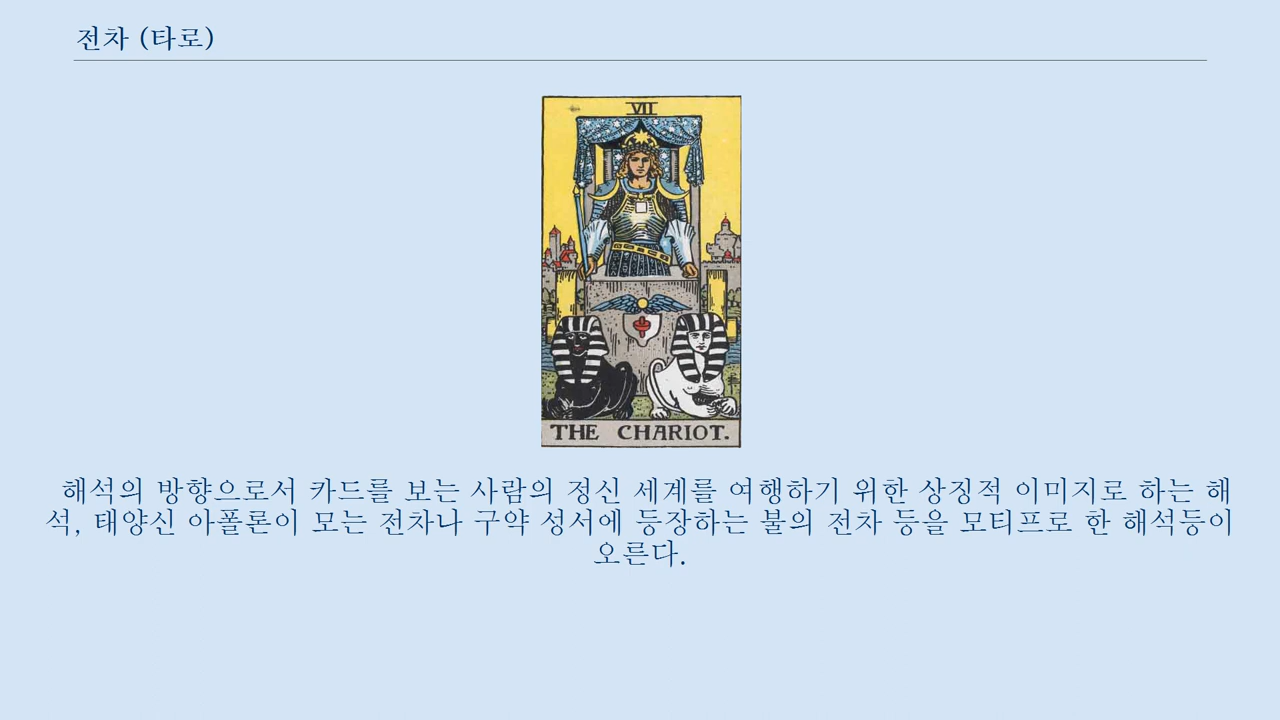 전차 (타로)
VII
THE CHARIOT.
해석의 방향으로서 카드를 보는 사람의 정신 세계를 여행하기 위한 상징적 이미지로 하는 해
석, 태양신 아폴론이 모는 전차나 구약 성서에 등장하는 불의 전차 등을 모티프로 한 해석등이
오른다.